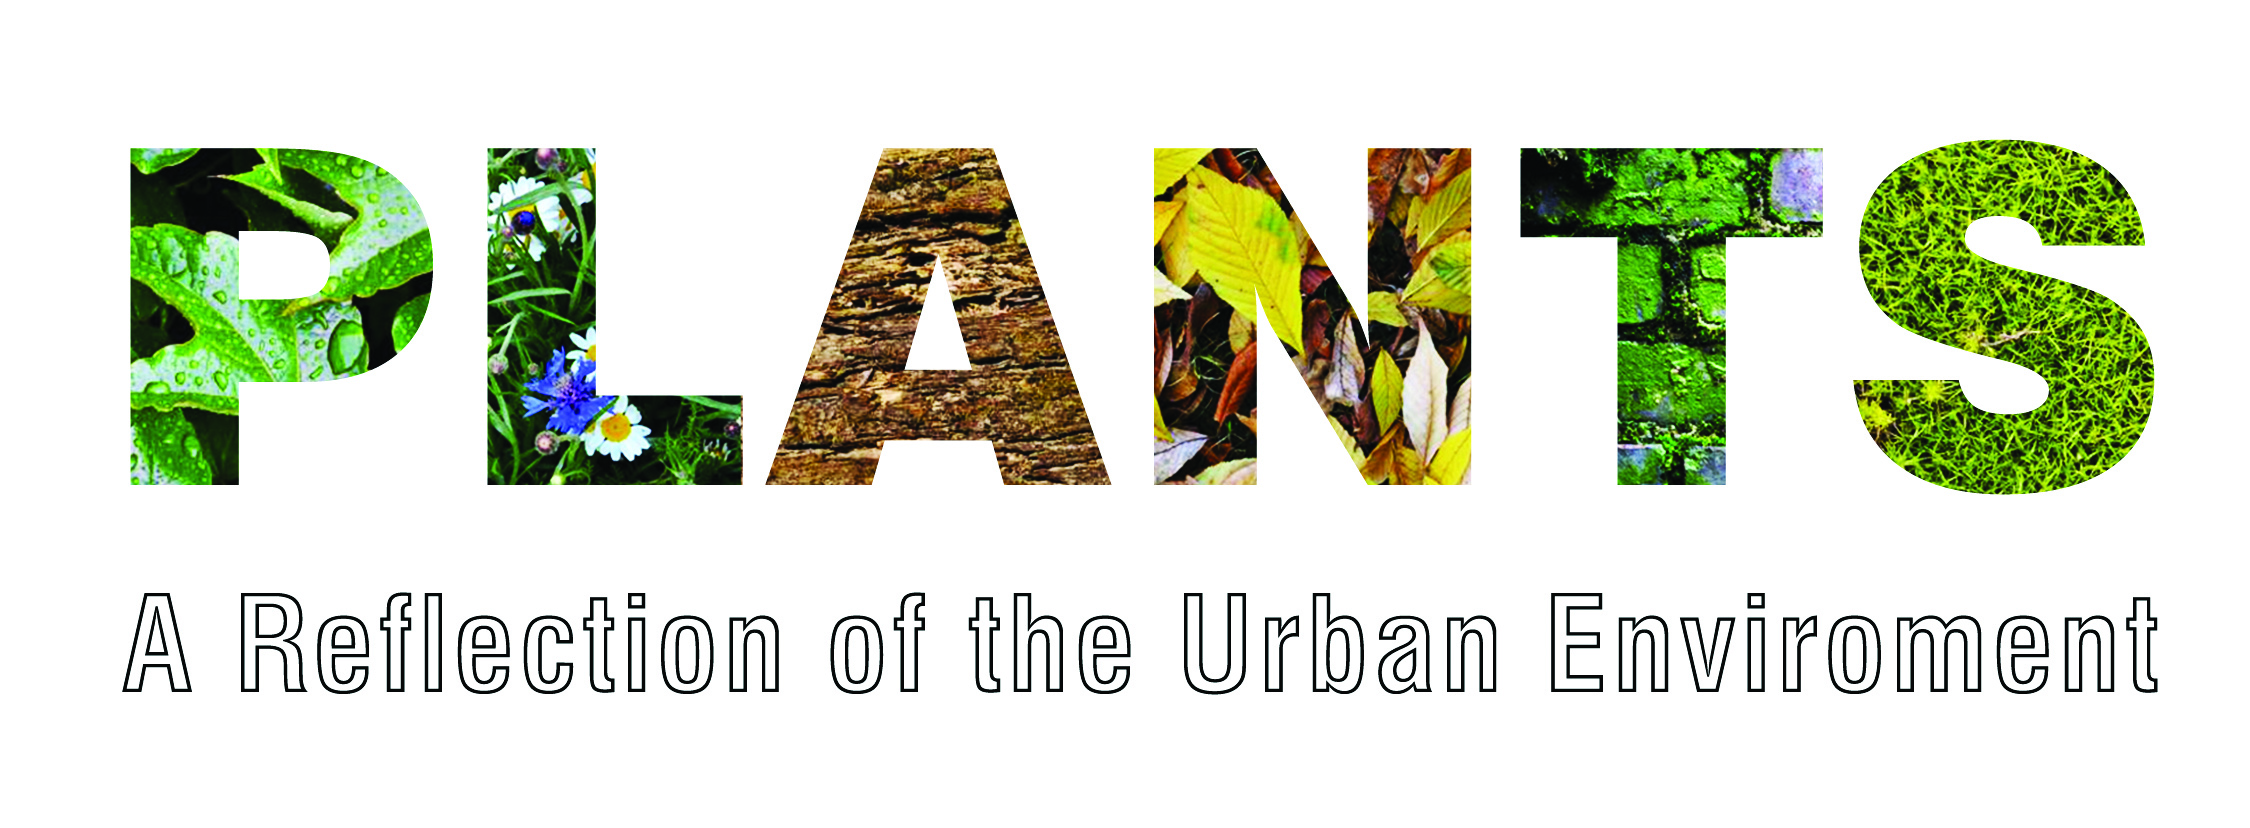 PLANTS
A Reflection of the Urban Enviroment